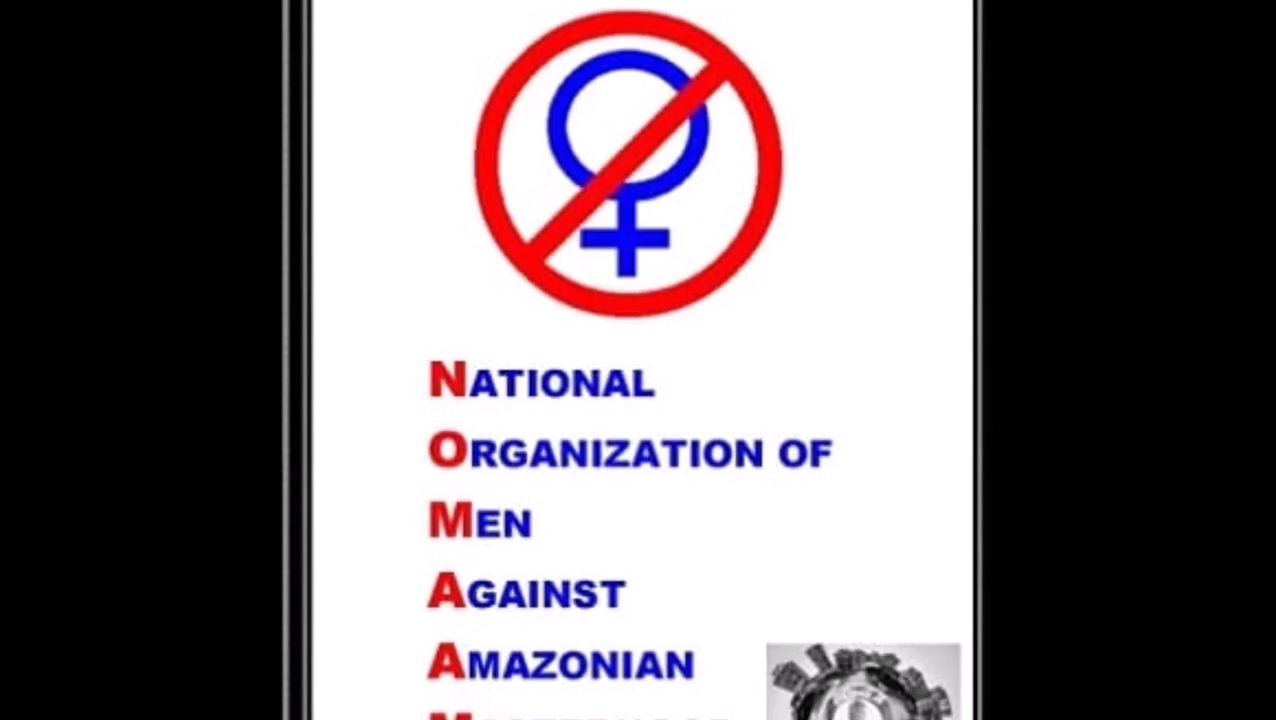 NATIONAL
ORGANIZATION OF
MEN
AGAINST
AMAZONIAN